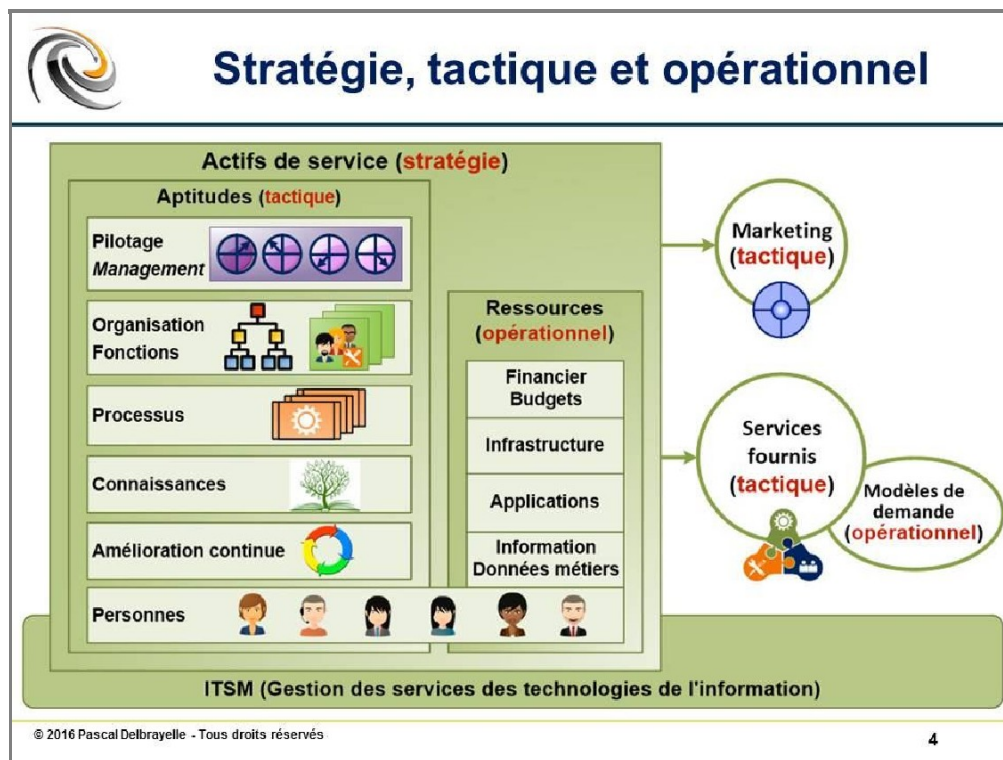 Stratégie, tactique et opérationnel
Actifs de service (stratégie)
Aptitudes (tactique)
Pilotage
Management
Organisation
Fonctions
Processus
Connaissances
Amélioration continue
Personnes
Ressources
(opérationnel)
Financier
Budgets
Infrastructure
Applications
Information
Données métiers
Marketing
(tactique)
Services
fournis
(tactique)
Modèles de
demande
(opérationnel)
ITSM (Gestion des services des technologies de l'information)
© 2016 Pascal Delbrayelle - Tous droits réservés
4